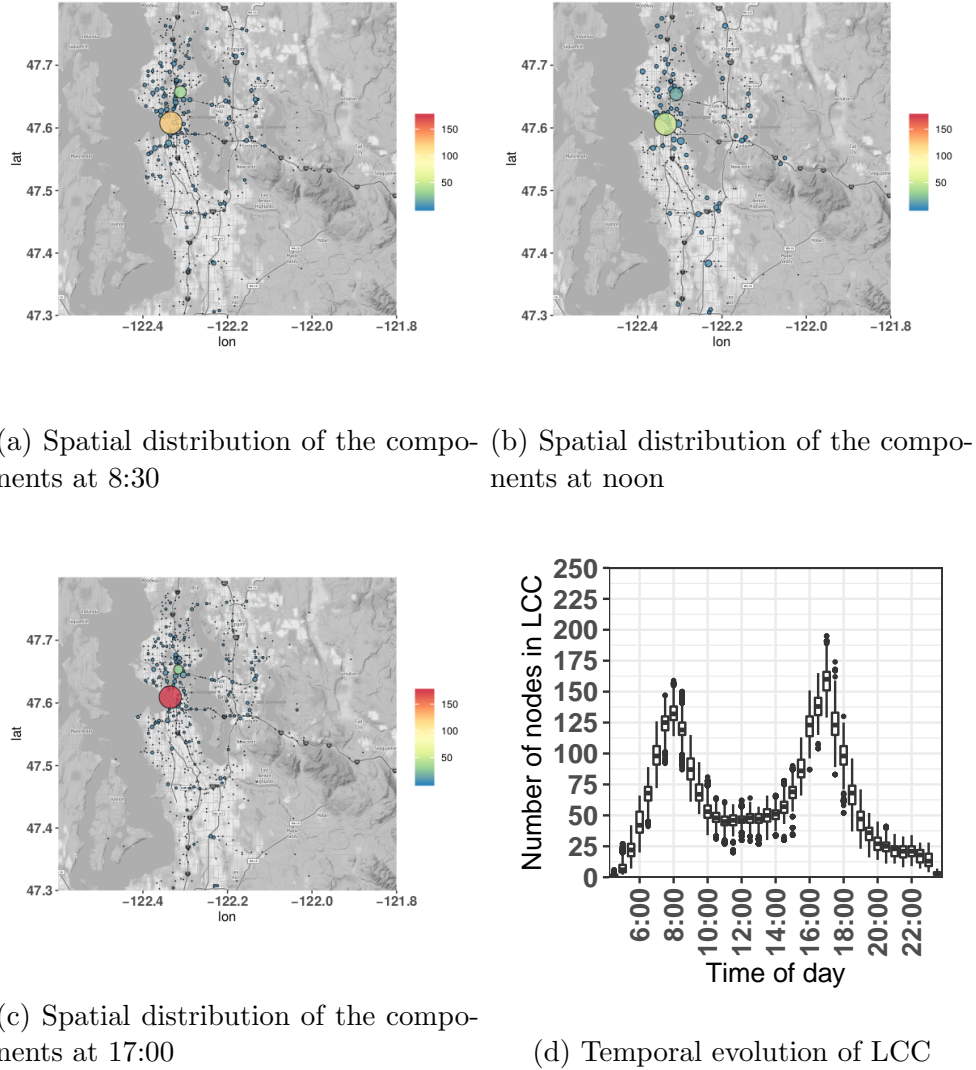 47.7
47.6
47.5
47.4
47.3
lat
−122.4 −122.2 −122.0 −121.8
lon
150
100
50
47.7
47.6
47.5
47.4
47.3
lat
−122.4 −122.2 −122.0 −121.8
lon
150
100
50
(a) Spatial distribution of the compo-
nents at 8:30
(b) Spatial distribution of the compo-
nents at noon
47.7
47.6
47.5
47.4
47.3
lat
−122.4 −122.2 −122.0 −121.8
lon
150
100
50
250
225
200
175
150
125
100
75
50
25
0
Number of nodes in LCC
6:00
8:00
10:00
12:00
14:00
16:00
18:00
20:00
22:00
Time of day
(c) Spatial distribution of the compo-
nents at 17:00
(d) Temporal evolution of LCC